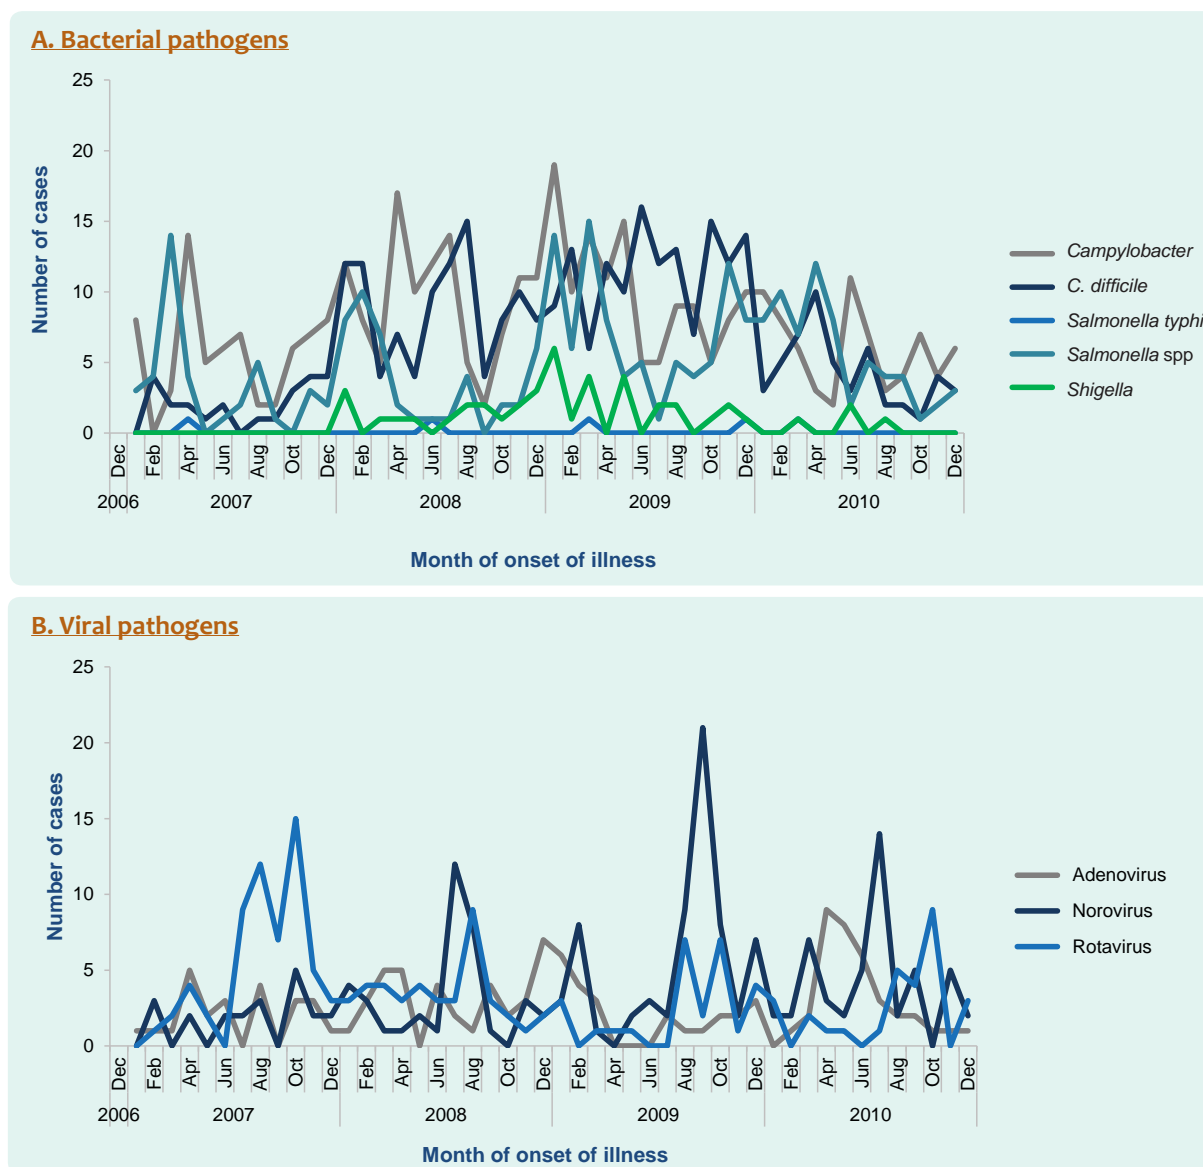 A. Bacterial pathogens
25
20
15
10
5
0
Number of cases
Dec Feb Apr Jun Aug Oct Dec Feb Apr Jun Aug Oct Dec Feb Apr Jun Aug Oct Dec Feb Apr Jun Aug Oct Dec
2006 2007 2008 2009 2010
Month of onset of illness
Campylobacter
C. difficile
Salmonella typhi
Salmonella spp
Shigella
B. Viral pathogens
25
20
15
10
5
0
Number of cases
Dec Feb Apr Jun Aug Oct Dec Feb Apr Jun Aug Oct Dec Feb Apr Jun Aug Oct Dec Feb Apr Jun Aug Oct Dec
2006 2007 2008 2009 2010
Month of onset of illness
Adenovirus
Norovirus
Rotavirus